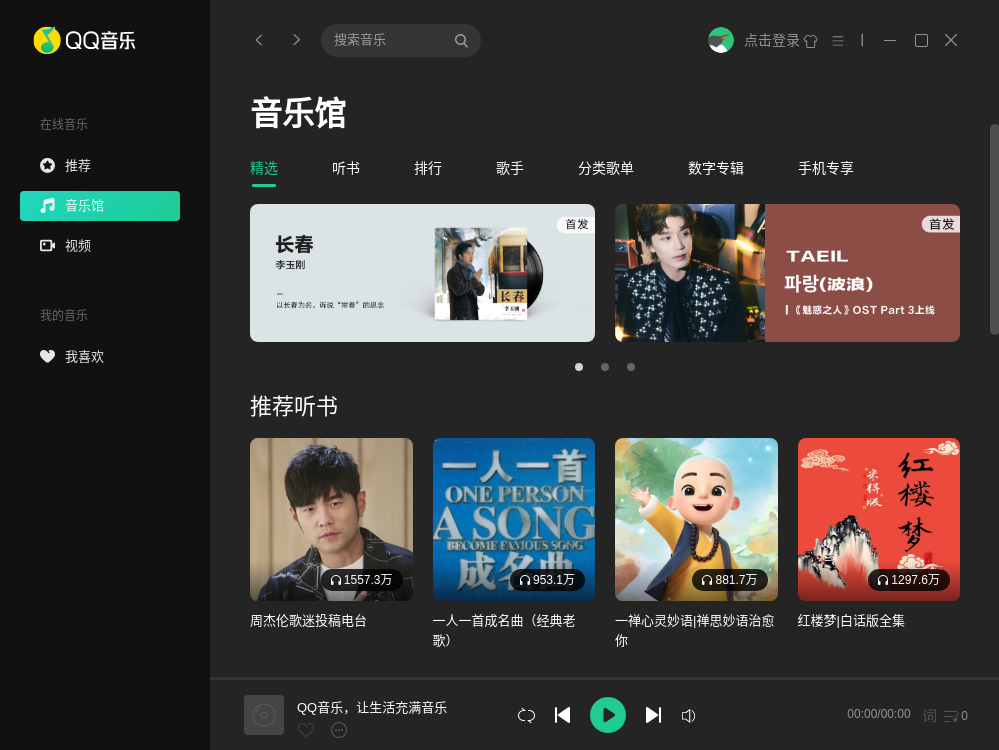 QQ音乐
搜索音乐
点击登录
在线音乐
推荐
音乐馆
视频
我的音乐
我喜欢
音乐馆
精选 听书 排行 歌手 分类歌单 数字专辑 手机专享
首发
长春
李玉刚
以长春为名，诉说“常春”的思念
长春
李玉刚
首发
TAEIL
파랑(波浪)
《魅惑之人》OST Part 3上线
推荐听书
1557.3万
周杰伦歌迷投稿电台
一人一首
ONE PERSON
A SONG
BECOME FAMOUS SONG
成名曲
953.1万
一人一首成名曲（经典老
歌）
881.7万
一禅心灵妙语|禅思妙语治愈
你
红楼梦
1297.6万
红楼梦|白话版全集
QQ音乐，让生活充满音乐
00:00/00:00
词
0